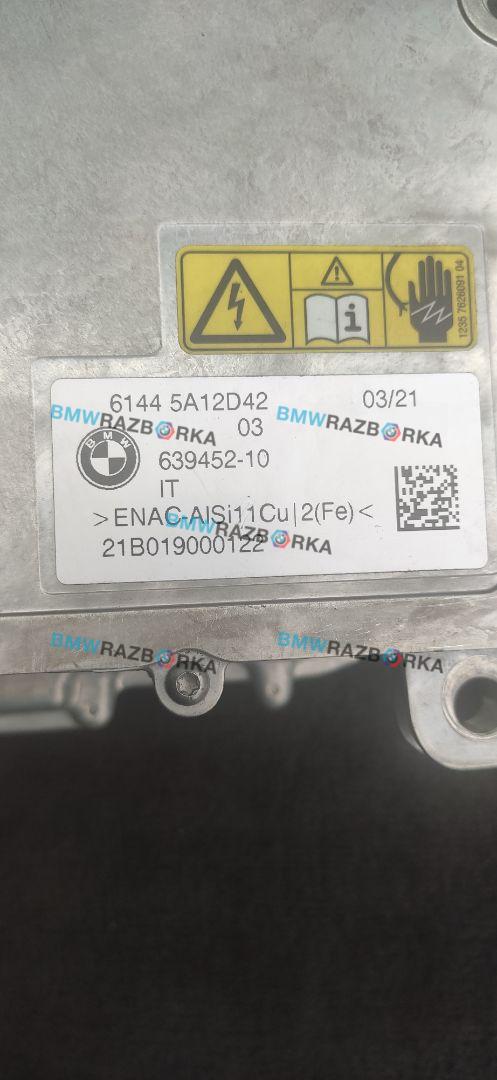 1235 7626091 04
6144 5A12D42 03/21
BMWRAZBORKA BMWRAZBORKA
03
BMW
639452-10
IT
>ENAC-AlSi11Cu|2(Fe)<
BMWRAZBORKA
21B019000122
BMWRAZBORKA BMWRAZBORKA